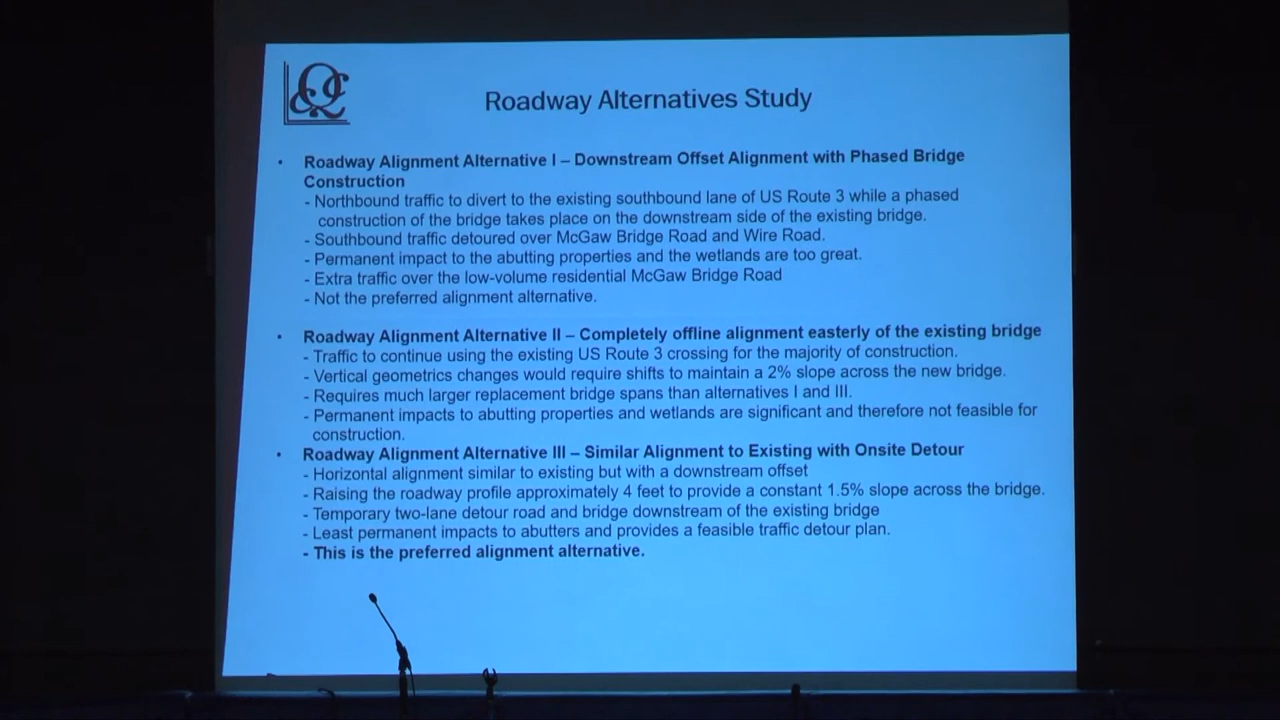 Roadway Alternatives Study
• Roadway Alignment Alternative I – Downstream Offset Alignment with Phased Bridge
Construction
- Northbound traffic to divert to the existing southbound lane of US Route 3 while a phased
construction of the bridge takes place on the downstream side of the existing bridge.
- Southbound traffic detoured over McGaw Bridge Road and Wire Road.
- Permanent impact to the abutting properties and the wetlands are too great.
- Extra traffic over the low-volume residential McGaw Bridge Road
- Not the preferred alignment alternative.
• Roadway Alignment Alternative II – Completely offline alignment easterly of the existing bridge
- Traffic to continue using the existing US Route 3 crossing for the majority of construction.
- Vertical geometrics changes would require shifts to maintain a 2% slope across the new bridge.
- Requires much larger replacement bridge spans than alternatives I and III.
- Permanent impacts to abutting properties and wetlands are significant and therefore not feasible for
construction.
• Roadway Alignment Alternative III – Similar Alignment to Existing with Onsite Detour
- Horizontal alignment similar to existing but with a downstream offset
- Raising the roadway profile approximately 4 feet to provide a constant 1.5% slope across the bridge.
- Temporary two-lane detour road and bridge downstream of the existing bridge
- Least permanent impacts to abutters and provides a feasible traffic detour plan.
- This is the preferred alignment alternative.